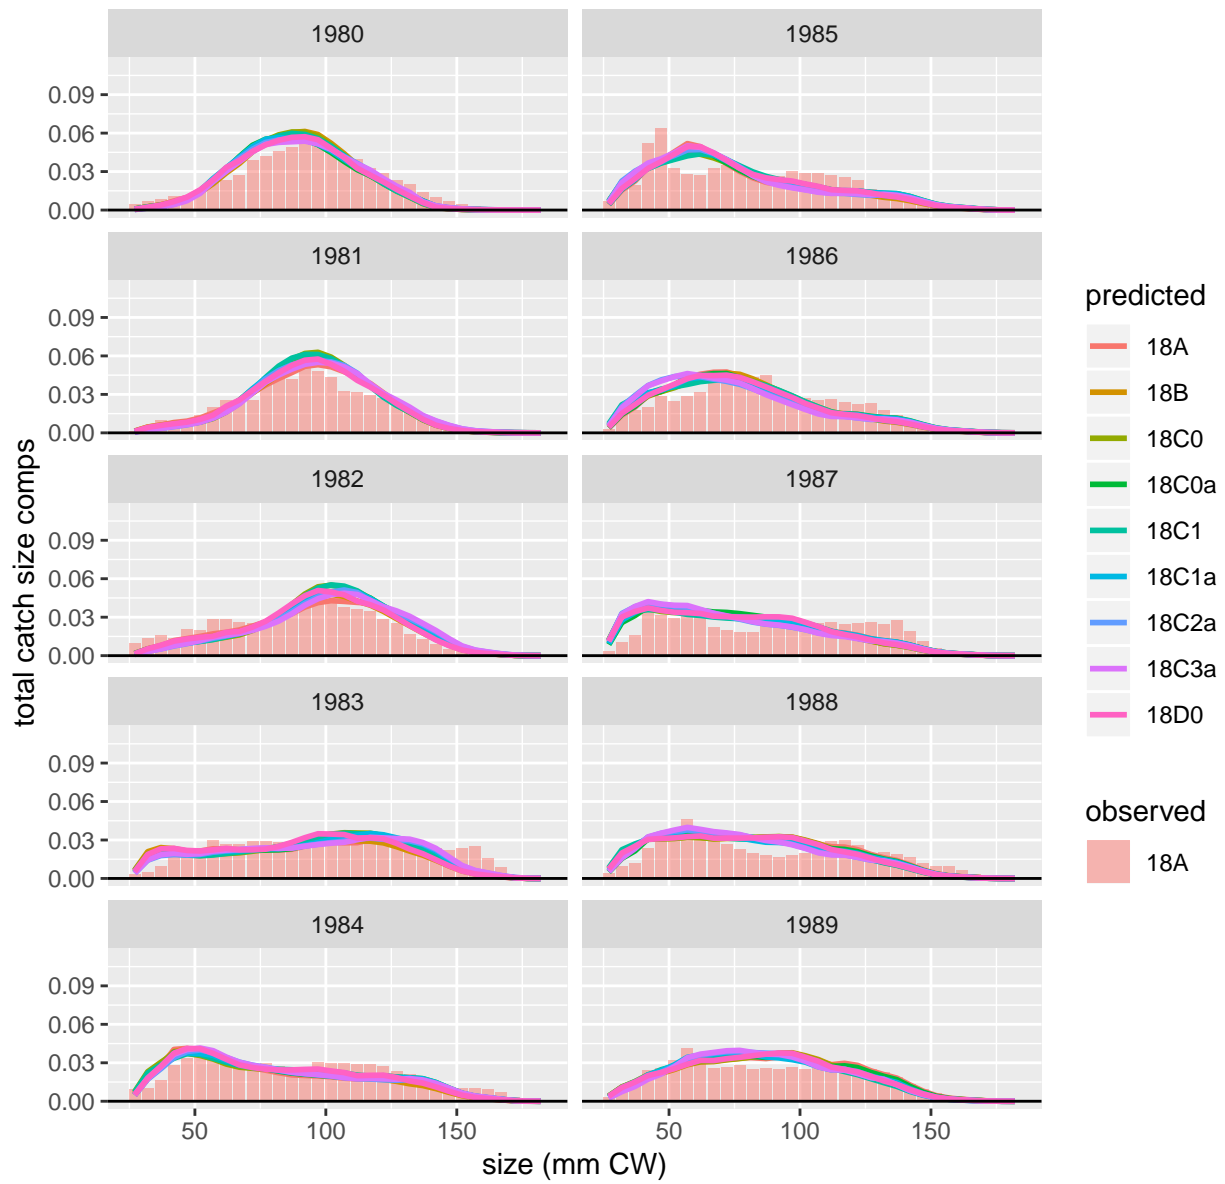 1980
1985
0.09
0.06
0.03
0.00
1981
1986
0.09
0.06
0.03
0.00
1982
1987
0.09
0.06
0.03
0.00
1983
1988
0.09
0.06
0.03
0.00
1984
1989
0.09
0.06
0.03
0.00
50
100
150
50
100
150
size (mm CW)
total catch size comps
predicted
18A
18B
18C0
18C0a
18C1
18C1a
18C2a
18C3a
18D0
observed
18A